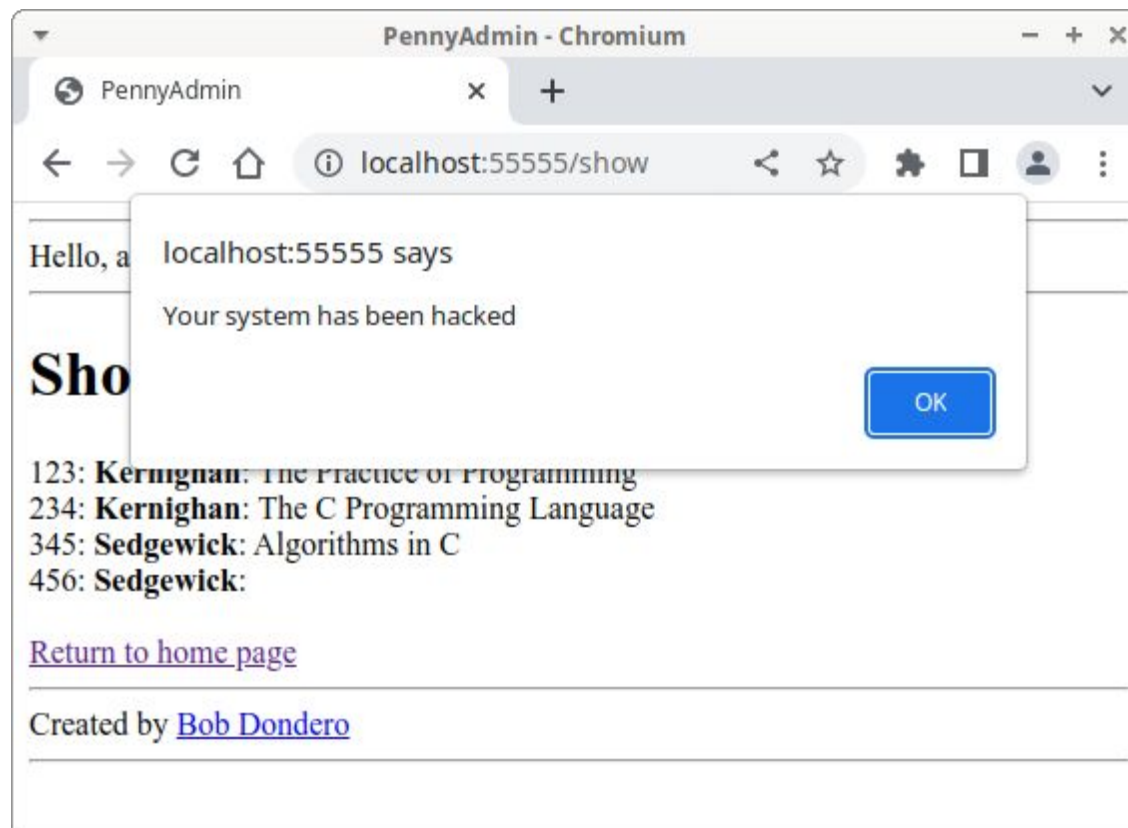 PennyAdmin - Chromium
PennyAdmin
localhost:55555/show
Hello, a
localhost:55555 says
Your system has been hacked
OK
Sho
123: Kernighan: The Practice of Programming
234: Kernighan: The C Programming Language
345: Sedgewick: Algorithms in C
456: Sedgewick:
Return to home page
Created by Bob Dondero